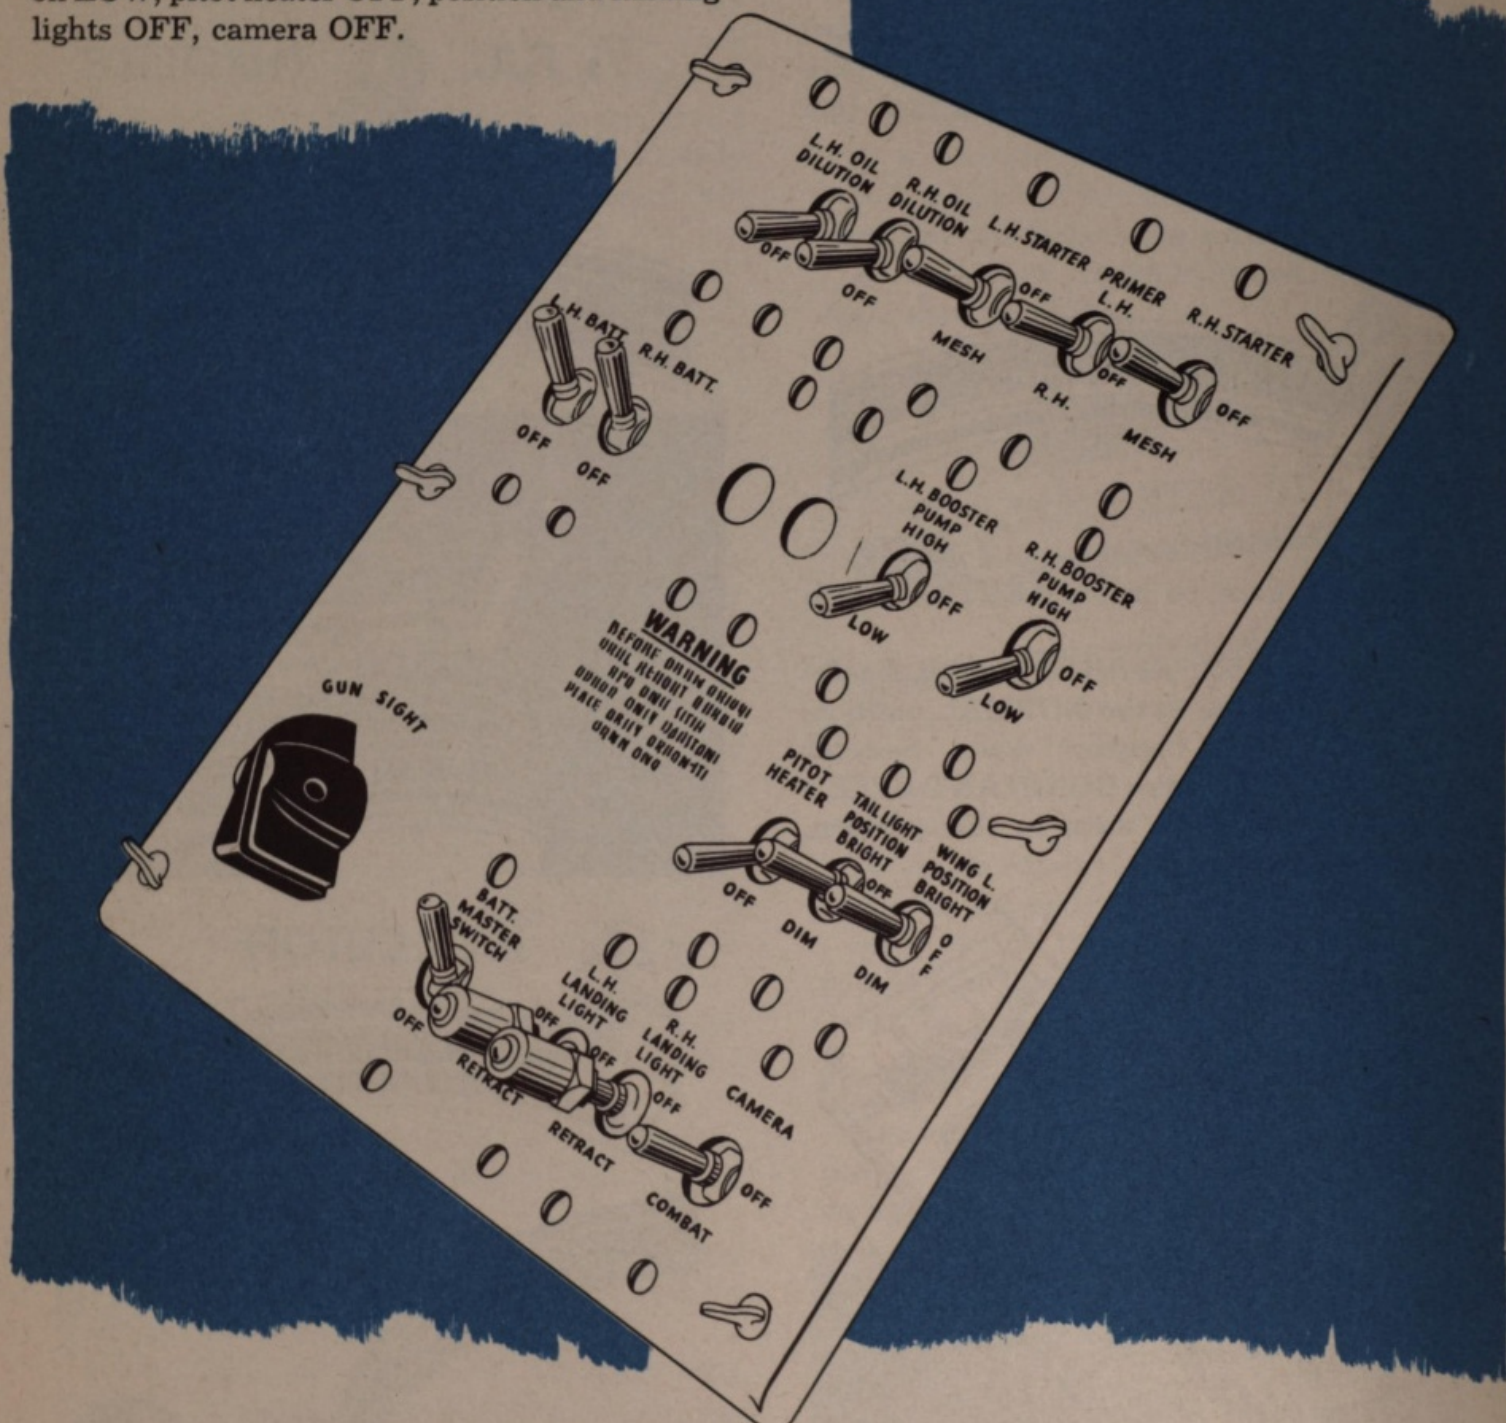 lights OFF, camera OFF.
L.H. OIL
DILUTION
OFF
R.H. OIL
DILUTION
OFF
L.H. STARTER
OFF
MESH
PRIMER
L.H.
OFF
R.H.
R.H. STARTER
OFF
MESH
L.H. BATT.
OFF
R.H. BATT.
OFF
L.H. BOOSTER
PUMP
HIGH
OFF
LOW
R.H. BOOSTER
PUMP
HIGH
OFF
LOW
WARNING
BEFORE
ONLY
PLACE
GUN SIGHT
PITOT
HEATER
OFF
TAIL LIGHT
POSITION
BRIGHT
OFF
DIM
WING L.
POSITION
BRIGHT
OFF
DIM
BATT.
MASTER
SWITCH
OFF
L.H.
LANDING
LIGHT
OFF
RETRACT
R.H.
LANDING
LIGHT
OFF
RETRACT
CAMERA
OFF
COMBAT